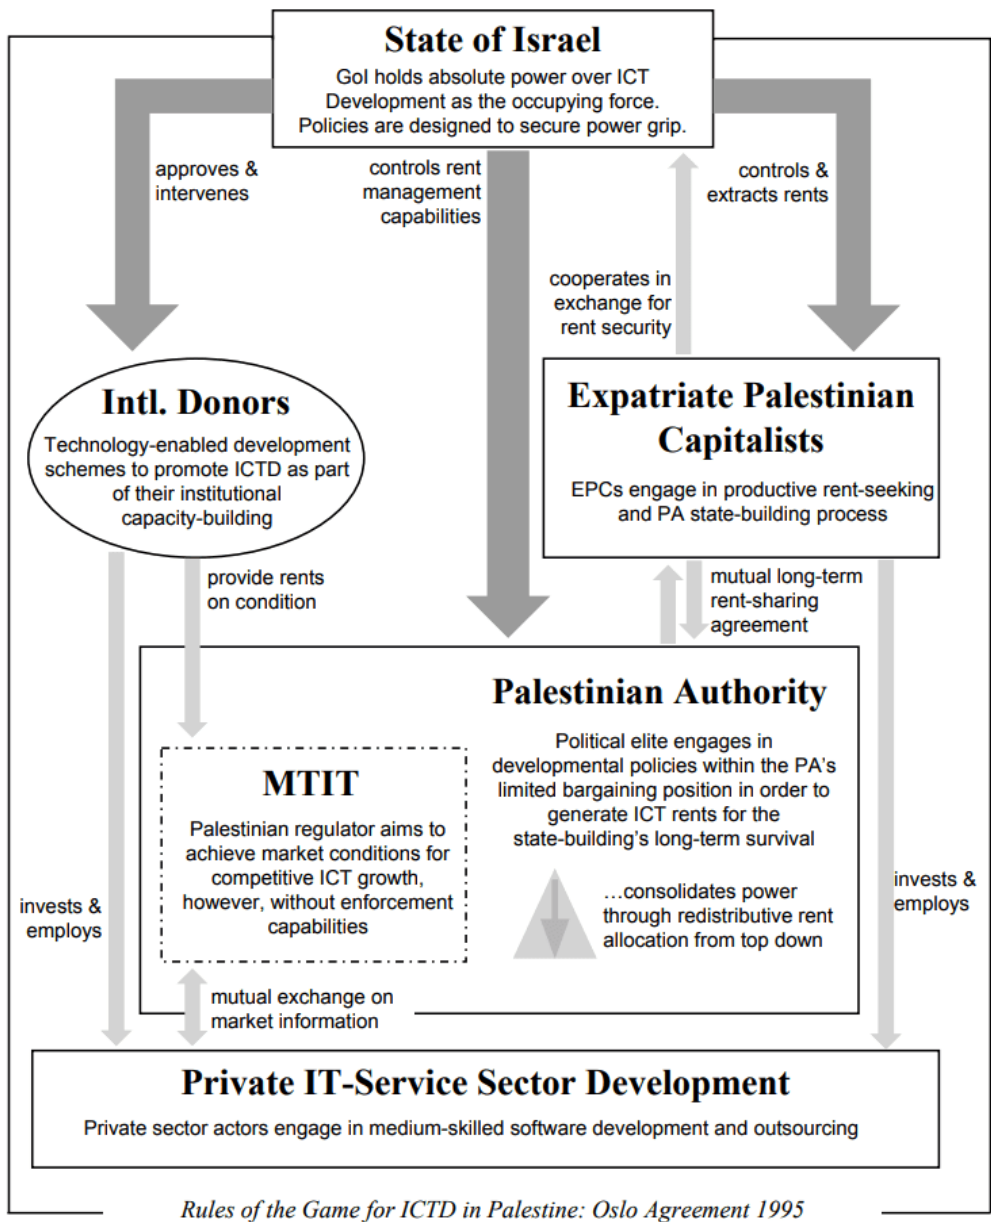 State of Israel
GoI holds absolute power over ICT
Development as the occupying force.
Policies are designed to secure power grip.
approves &
intervenes
controls rent
management
capabilities
controls &
extracts rents
cooperates in
exchange for
rent security
Intl. Donors
Technology-enabled development
schemes to promote ICTD as part
of their institutional
capacity-building
Expatriate Palestinian
Capitalists
EPCs engage in productive rent-seeking
and PA state-building process
provide rents
on condition
mutual long-term
rent-sharing
agreement
Palestinian Authority
Political elite engages in
developmental policies within the PA's
limited bargaining position in order to
generate ICT rents for the
state-building's long-term survival
MTIT
Palestinian regulator aims to
achieve market conditions for
competitive ICT growth,
however, without enforcement
capabilities
...consolidates power
through redistributive rent
allocation from top down
invests &
employs
invests &
employs
mutual exchange on
market information
Private IT-Service Sector Development
Private sector actors engage in medium-skilled software development and outsourcing
Rules of the Game for ICTD in Palestine: Oslo Agreement 1995